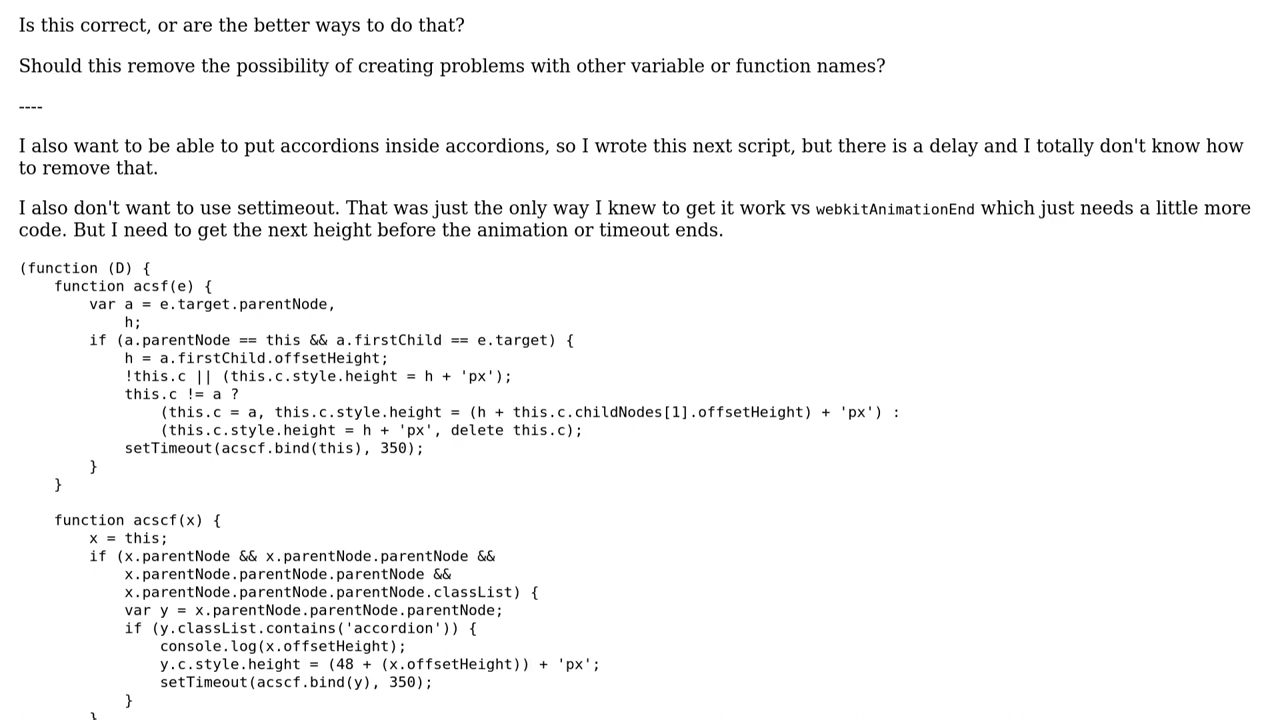 Is this correct, or are the better ways to do that?
Should this remove the possibility of creating problems with other variable or function names?
----
I also want to be able to put accordions inside accordions, so I wrote this next script, but there is a delay and I totally don't know how
to remove that.
I also don't want to use settimeout. That was just the only way I knew to get it work vs webkitAnimationEnd which just needs a little more
code. But I need to get the next height before the animation or timeout ends.
(function (D) {
    function acsf(e) {
        var a = e.target.parentNode,
            h;
        if (a.parentNode == this && a.firstChild == e.target) {
            h = a.firstChild.offsetHeight;
            !this.c || (this.c.style.height = h + 'px');
            this.c != a ?
                (this.c = a, this.c.style.height = (h + this.c.childNodes[1].offsetHeight) + 'px') :
                (this.c.style.height = h + 'px', delete this.c);
            setTimeout(acscf.bind(this), 350);
        }
    }
    function acscf(x) {
        x = this;
        if (x.parentNode && x.parentNode.parentNode &&
            x.parentNode.parentNode.parentNode &&
            x.parentNode.parentNode.parentNode.classList) {
            var y = x.parentNode.parentNode.parentNode;
            if (y.classList.contains('accordion')) {
                console.log(x.offsetHeight);
                y.c.style.height = (48 + (x.offsetHeight)) + 'px';
                setTimeout(acscf.bind(y), 350);
            }
        }